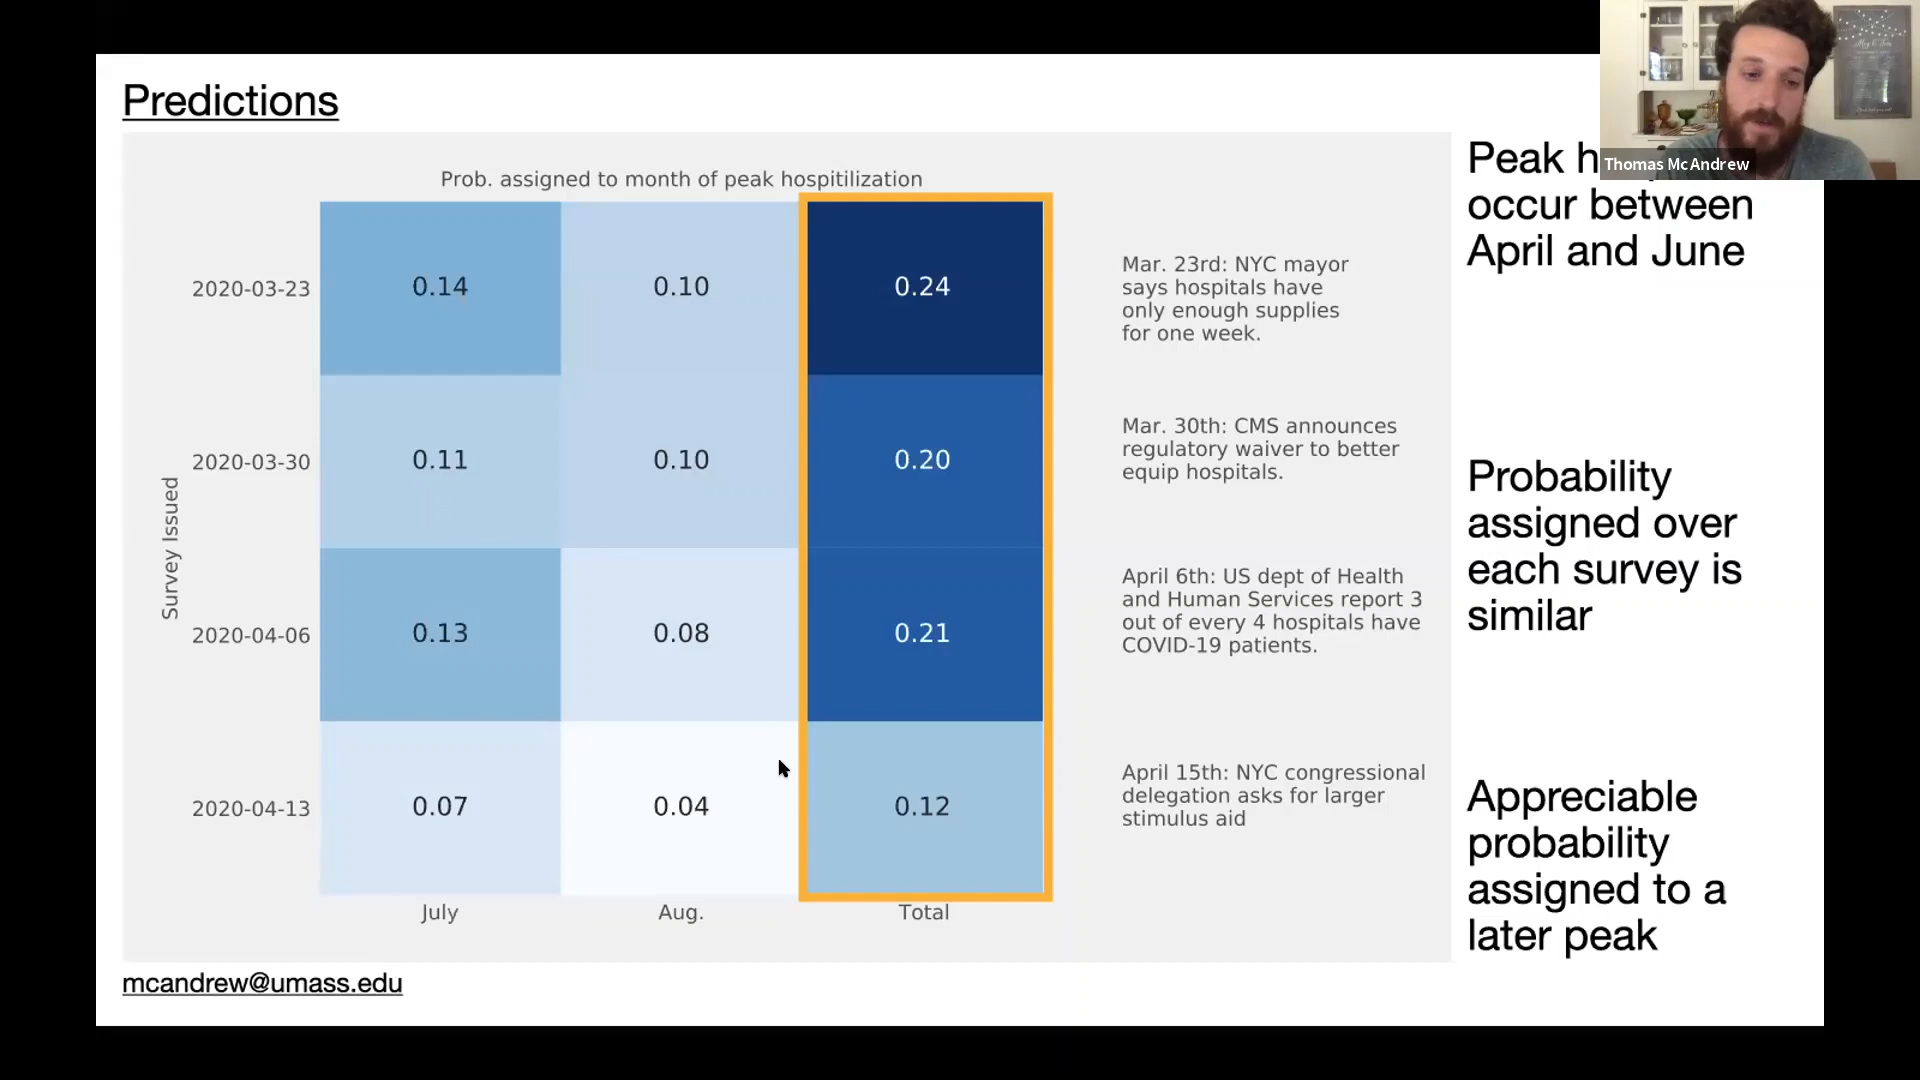 Predictions
Prob. assigned to month of peak hospitilization
Survey Issued
2020-03-23
0.14
0.10
0.24
2020-03-30
0.11
0.10
0.20
2020-04-06
0.13
0.08
0.21
2020-04-13
0.07
0.04
0.12
July
Aug.
Total
Mar. 23rd: NYC mayor
says hospitals have
only enough supplies
for one week.
Mar. 30th: CMS announces
regulatory waiver to better
equip hospitals.
April 6th: US dept of Health
and Human Services report 3
out of every 4 hospitals have
COVID-19 patients.
April 15th: NYC congressional
delegation asks for larger
stimulus aid
Peak
occur between
April and June
Probability
assigned over
each survey is
similar
Appreciable
probability
assigned to a
later peak
mcandrew@umass.edu
Thomas McAndrew